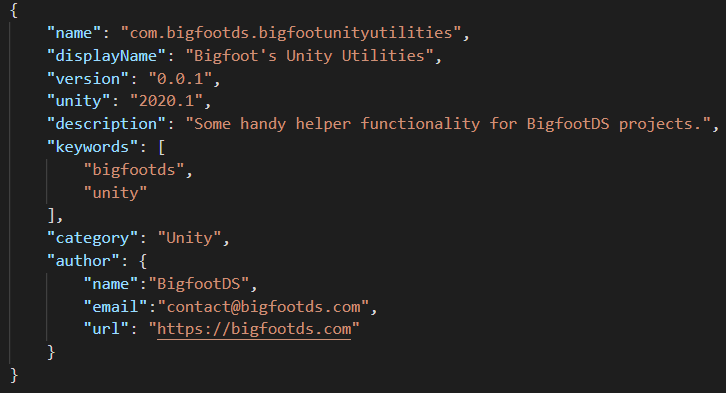 {
    "name": "com.bigfootds.bigfootunityutilities",
    "displayName": "Bigfoot's Unity Utilities",
    "version": "0.0.1",
    "unity": "2020.1",
    "description": "Some handy helper functionality for BigfootDS projects.",
    "keywords": [
        "bigfootds",
        "unity"
    ],
    "category": "Unity",
    "author": {
        "name":"BigfootDS",
        "email":"contact@bigfootds.com",
        "url": "https://bigfootds.com"
    }
}